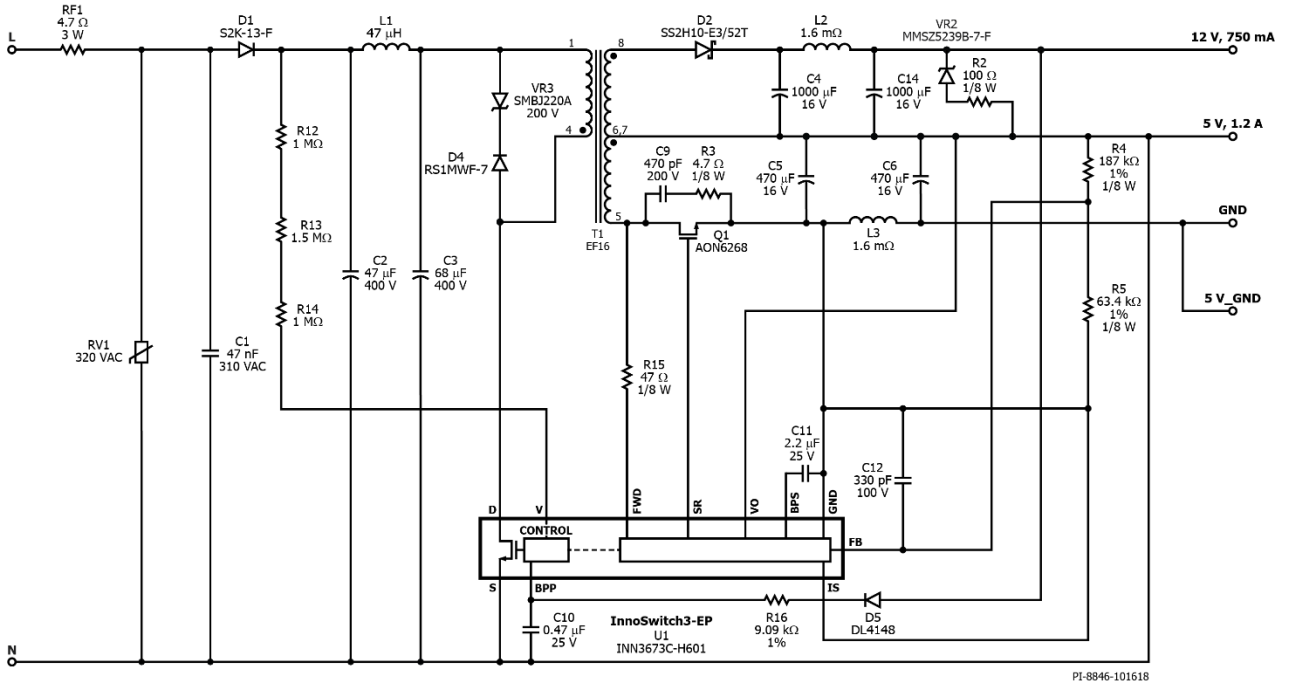 RF1
4.7 Ω
3 W
L
D1
S2K-13-F
L1
47 μH
1
8
D2
SS2H10-E3/52T
L2
1.6 mΩ
VR2
MMSZ5239B-7-F
12 V, 750 mA
R2
100 Ω
1/8 W
C4
1000 μF
16 V
C14
1000 μF
16 V
VR3
SMBJ220A
200 V
4
6,7
5 V, 1.2 A
R12
1 MΩ
D4
RS1MWF-7
C9
470 pF
200 V
R3
4.7 Ω
1/8 W
C5
470 μF
16 V
C6
470 μF
16 V
R4
187 kΩ
1%
1/8 W
R13
1.5 MΩ
5
T1
EF16
Q1
AON6268
L3
1.6 mΩ
GND
C2
47 μF
400 V
C3
68 μF
400 V
R14
1 MΩ
R5
63.4 kΩ
1%
1/8 W
5 V_GND
RV1
320 VAC
C1
47 nF
310 VAC
R15
47 Ω
1/8 W
C11
2.2 μF
25 V
C12
330 pF
100 V
D
V
FWD
SR
VO
BPS
GND
CONTROL
FB
S
BPP
IS
C10
0.47 μF
25 V
InnoSwitch3-EP
U1
INN3673C-H601
R16
9.09 kΩ
1%
D5
DL4148
N
PI-8846-101618